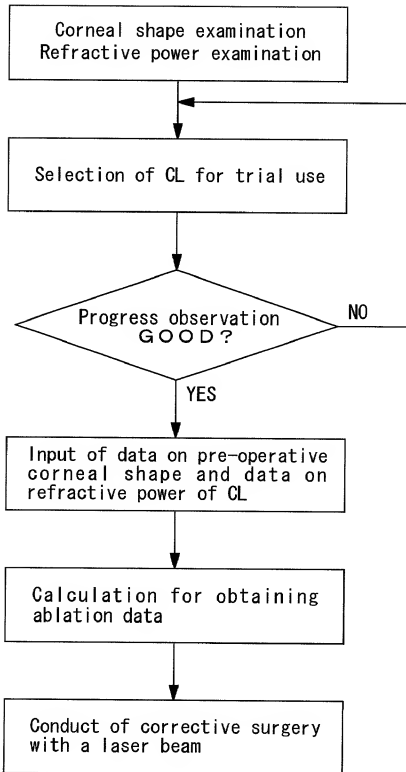 Corneal shape examination
Refractive power examination
Selection of CL for trial use
Progress observation
GOOD?
NO
YES
Input of data on pre-operative
corneal shape and data on
refractive power of CL
Calculation for obtaining
ablation data
Conduct of corrective surgery
with a laser beam